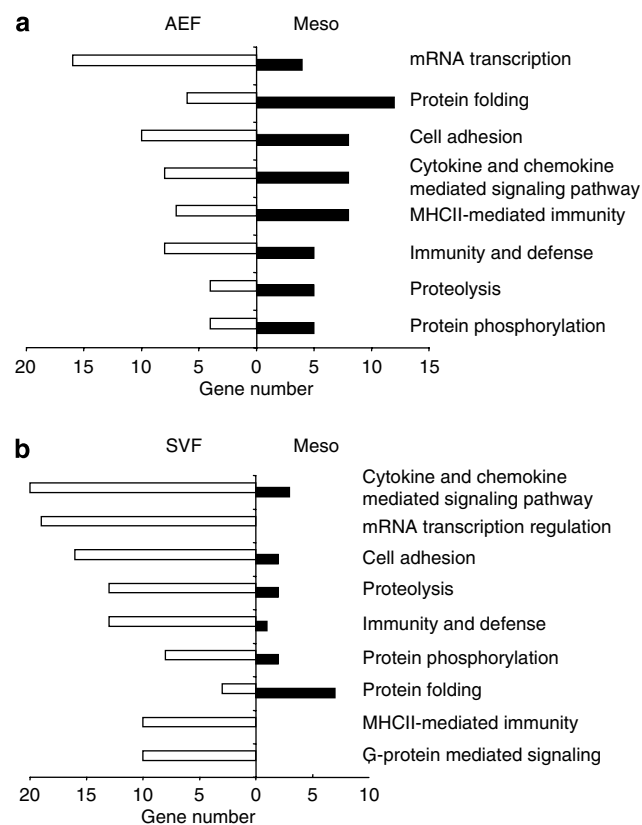 a
AEF Meso
mRNA transcription
Protein folding
Cell adhesion
Cytokine and chemokine
mediated signaling pathway
MHCII-mediated immunity
Immunity and defense
Proteolysis
Protein phosphorylation
20 15 10 5 0 5 10 15
Gene number
b
SVF Meso
Cytokine and chemokine
mediated signaling pathway
mRNA transcription regulation
Cell adhesion
Proteolysis
Immunity and defense
Protein phosphorylation
Protein folding
MHCII-mediated immunity
G-protein mediated signaling
20 15 10 5 0 5 10
Gene number